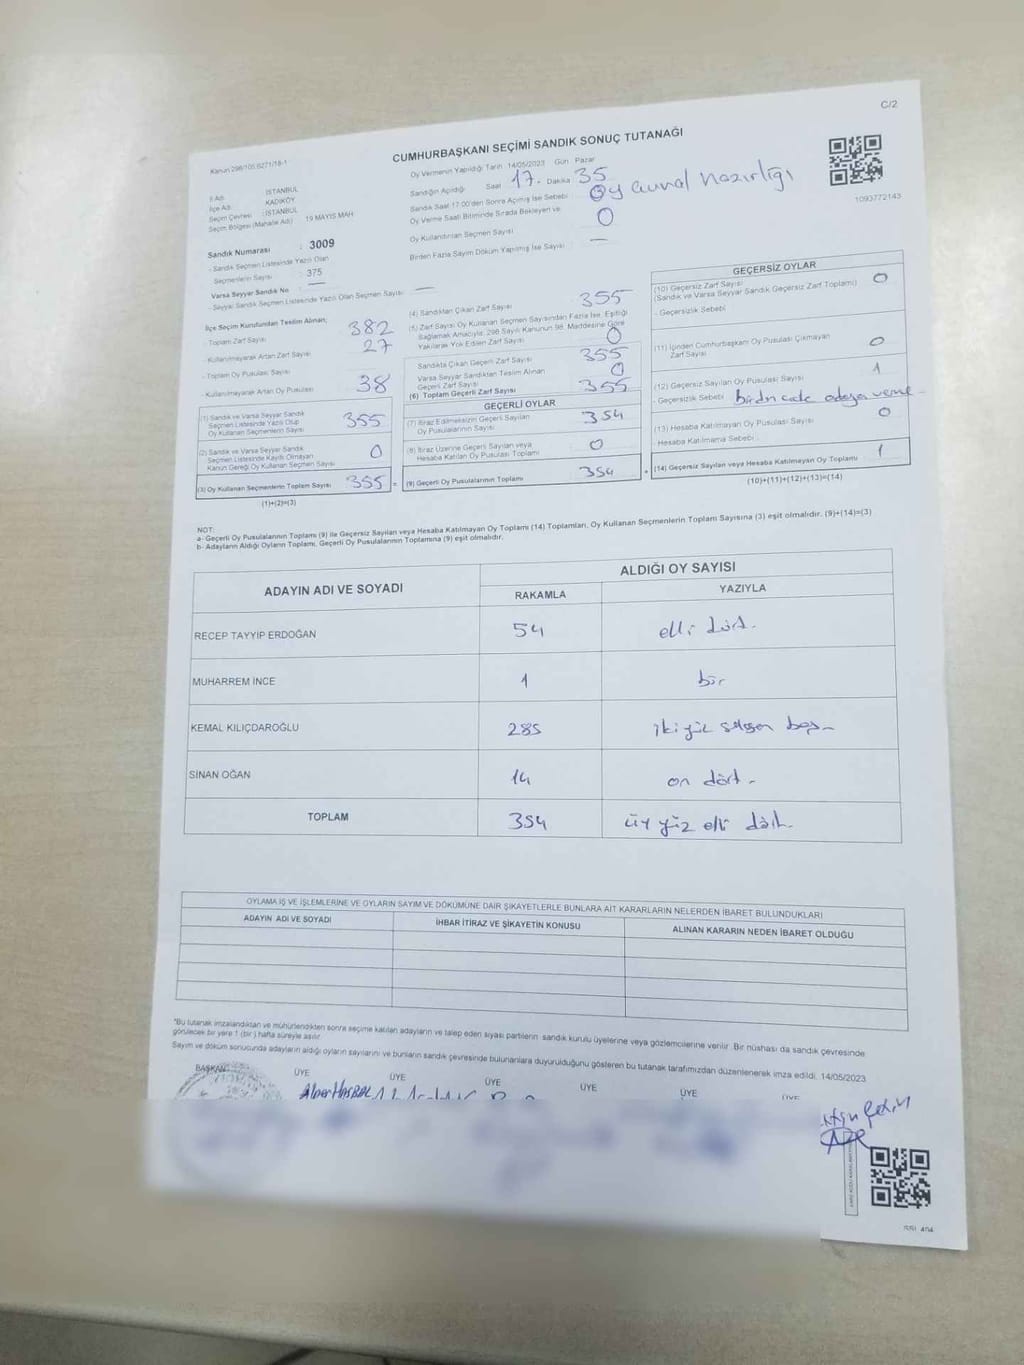 C/2
Kanun 298/105 6271/18-1
CUMHURBAŞKANI SEÇİMİ SANDIK SONUÇ TUTANAĞI
İl Adı : İSTANBUL
İlçe Adı : KADIKÖY
Seçim Çevresi : İSTANBUL
Seçim Bölgesi (Mahalle Adı) : 19 MAYIS MAH
Sandık Numarası : 3009
- Sandık Seçmen Listesinde Yazılı Olan
Seçmenlerin Sayısı : 375
Varsa Seyyar Sandık No : —
- Seyyar Sandık Seçmen Listesinde Yazılı Olan Seçmen Sayısı : —
Oy Vermenin Yapıldığı Tarih 14/05/2023 Gün Pazar
Sandığın Açıldığı Saat 17. Dakika 35
Sandık Saat 17:00'den Sonra Açılmış İse Sebebi Oy hazırlığı
Oy Verme Saati Bitiminde Sırada Bekleyen ve
Oy Kullandırılan Seçmen Sayısı 0
Birden Fazla Sayım Döküm Yapılmış İse Sayısı —
1093772143
İlçe Seçim Kurulundan Teslim Alınan;
- Toplam Zarf Sayısı 382
- Kullanılmayarak Artan Zarf Sayısı 27
- Toplam Oy Pusulası Sayısı
- Kullanılmayarak Artan Oy Pusulası 38
(1) Sandık ve Varsa Seyyar Sandık
Seçmen Listesinde Yazılı Olup
Oy Kullanan Seçmenlerin Sayısı 355
(2) Sandık ve Varsa Seyyar Sandık
Seçmen Listesinde Kayıtlı Olmayan
Kanun Gereği Oy Kullanan Seçmen Sayısı 0
(3) Oy Kullanan Seçmenlerin Toplam Sayısı 355 =
(1)+(2)=(3)
(4) Sandıktan Çıkan Zarf Sayısı 355
(5) Zarf Sayısı Oy Kullanan Seçmen Sayısından Fazla İse, Eşitliği
Sağlamak Amacıyla, 298 Sayılı Kanunun 98. Maddesine Göre
Yakılarak Yok Edilen Zarf Sayısı 0
Sandıkta Çıkan Geçerli Zarf Sayısı 355
Varsa Seyyar Sandıktan Teslim Alınan
Geçerli Zarf Sayısı 0
(6) Toplam Geçerli Zarf Sayısı 355
GEÇERLİ OYLAR
(7) İtiraz Edilmeksizin Geçerli Sayılan
Oy Pusulalarının Sayısı 354
(8) İtiraz Üzerine Geçerli Sayılan veya
Hesaba Katılan Oy Pusulası Toplamı 0
(9) Geçerli Oy Pusulalarının Toplamı 354 +
GEÇERSİZ OYLAR
(10) Geçersiz Zarf Sayısı
(Sandık ve Varsa Seyyar Sandık Geçersiz Zarf Toplamı) 0
- Geçersizlik Sebebi
(11) İçinden Cumhurbaşkanı Oy Pusulası Çıkmayan
Zarf Sayısı 0
(12) Geçersiz Sayılan Oy Pusulası Sayısı 1
- Geçersizlik Sebebi adaya verme
(13) Hesaba Katılmayan Oy Pusulası Sayısı 0
- Hesaba Katılmama Sebebi
(14) Geçersiz Sayılan veya Hesaba Katılmayan Oy Toplamı 1
(10)+(11)+(12)+(13)=(14)
NOT:
a- Geçerli Oy Pusulalarının Toplamı (9) ile Geçersiz Sayılan veya Hesaba Katılmayan Oy Toplamı (14) Toplamları, Oy Kullanan Seçmenlerin Toplam Sayısına (3) eşit olmalıdır. (9)+(14)=(3)
b- Adayların Aldığı Oyların Toplamı, Geçerli Oy Pusulalarının Toplamına (9) eşit olmalıdır.
ADAYIN ADI VE SOYADI ALDIĞI OY SAYISI
RAKAMLA YAZIYLA
RECEP TAYYİP ERDOĞAN 54 elli dört.
MUHARREM İNCE 1 bir
KEMAL KILIÇDAROĞLU 285 iki yüz seksen beş
SİNAN OĞAN 14 on dört
TOPLAM 354 üç yüz elli dört.
OYLAMA İŞ VE İŞLEMLERİNE VE OYLARIN SAYIM VE DÖKÜMÜNE DAİR ŞİKAYETLERLE BUNLARA AİT KARARLARIN NELERDEN İBARET BULUNDUKLARI
ADAYIN ADI VE SOYADI İHBAR İTİRAZ VE ŞİKAYETİN KONUSU ALINAN KARARIN NEDEN İBARET OLDUĞU
*Bu tutanak imzalandıktan ve mühürlendikten sonra seçime katılan adayların ve talep eden siyasi partilerin sandık kurulu üyelerine veya gözlemcilerine verilir. Bir nüshası da sandık çevresinde
görülecek bir yere 1 (bir) hafta süreyle asılır.
Sayım ve döküm sonucunda adayların aldığı oyların sayılarını ve bunların sandık çevresinde bulunanlara duyurulduğunu gösteren bu tutanak tarafımızdan düzenlenerek imza edildi. 14/05/2023
BAŞKAN ÜYE ÜYE ÜYE ÜYE ÜYE ÜYE